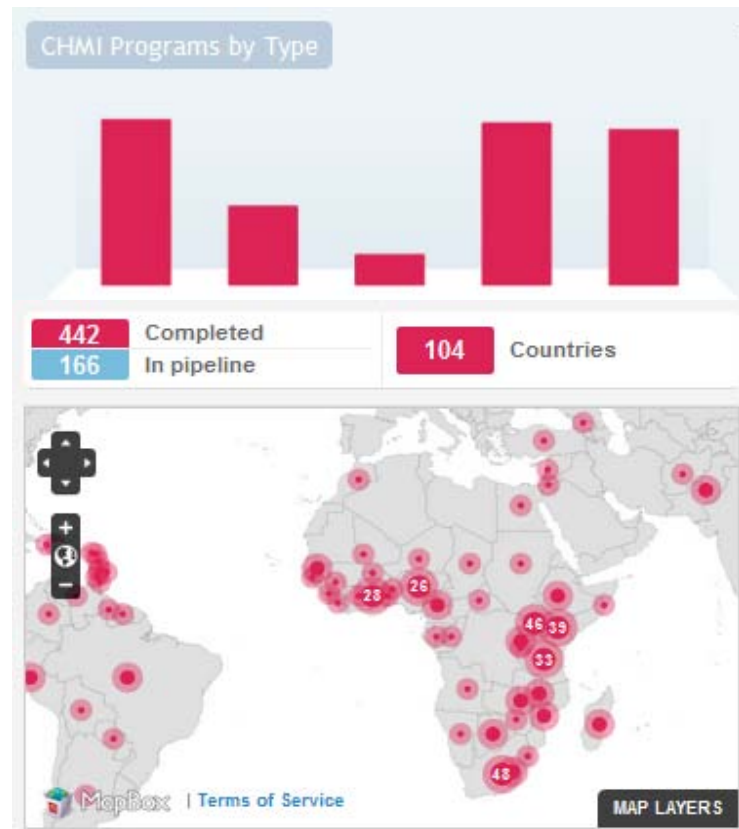 CHMI Programs by Type
442 Completed
166 In pipeline
104 Countries
+
−
28
26
46
39
33
48
MapBox | Terms of Service
MAP LAYERS